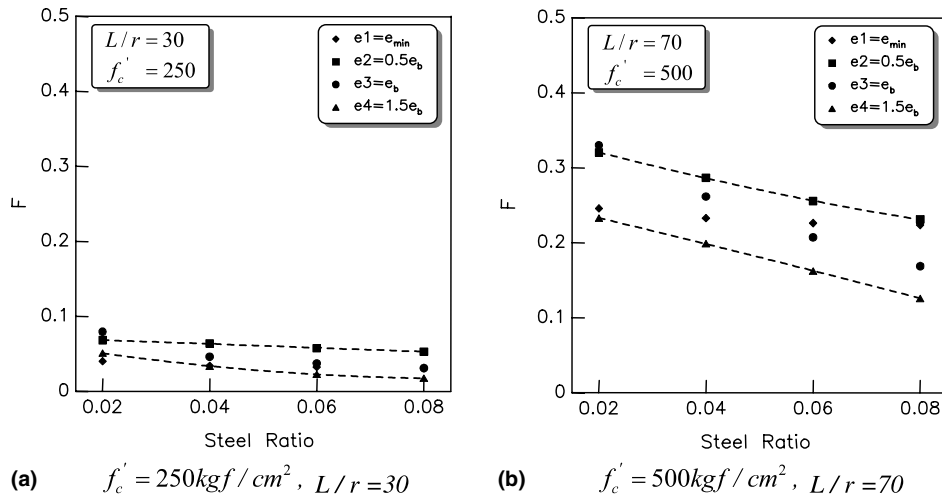 0.5
0.4
0.3
0.2
0.1
0
F
L/r = 30
f_c' = 250
e1=e_min
e2=0.5e_b
e3=e_b
e4=1.5e_b
0.02 0.04 0.06 0.08
Steel Ratio
(a) f_c' = 250kgf / cm², L/r =30
0.5
0.4
0.3
0.2
0.1
0
F
L/r = 70
f_c' = 500
e1=e_min
e2=0.5e_b
e3=e_b
e4=1.5e_b
0.02 0.04 0.06 0.08
Steel Ratio
(b) f_c' = 500kgf / cm², L/r =70